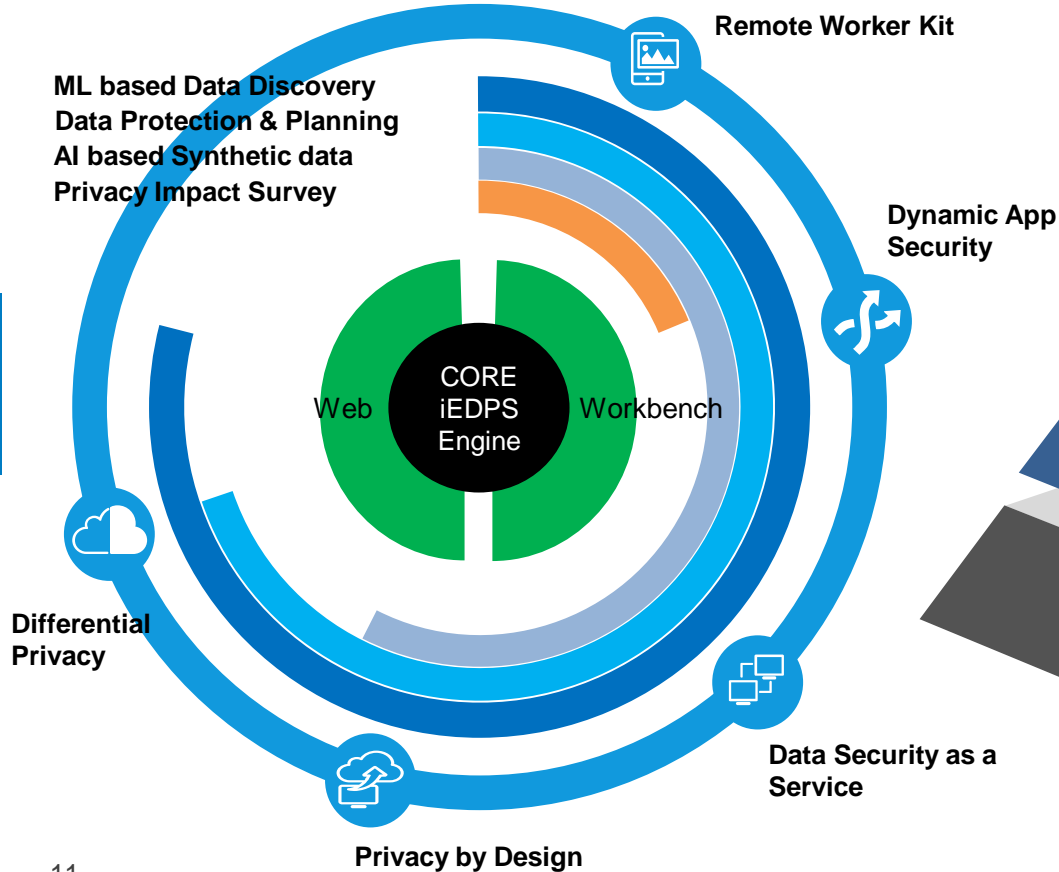 Remote Worker Kit
ML based Data Discovery
Data Protection & Planning
AI based Synthetic data
Privacy Impact Survey
Dynamic App
Security
CORE
iEDPS
Engine
Web
Workbench
Differential
Privacy
Data Security as a
Service
Privacy by Design
11